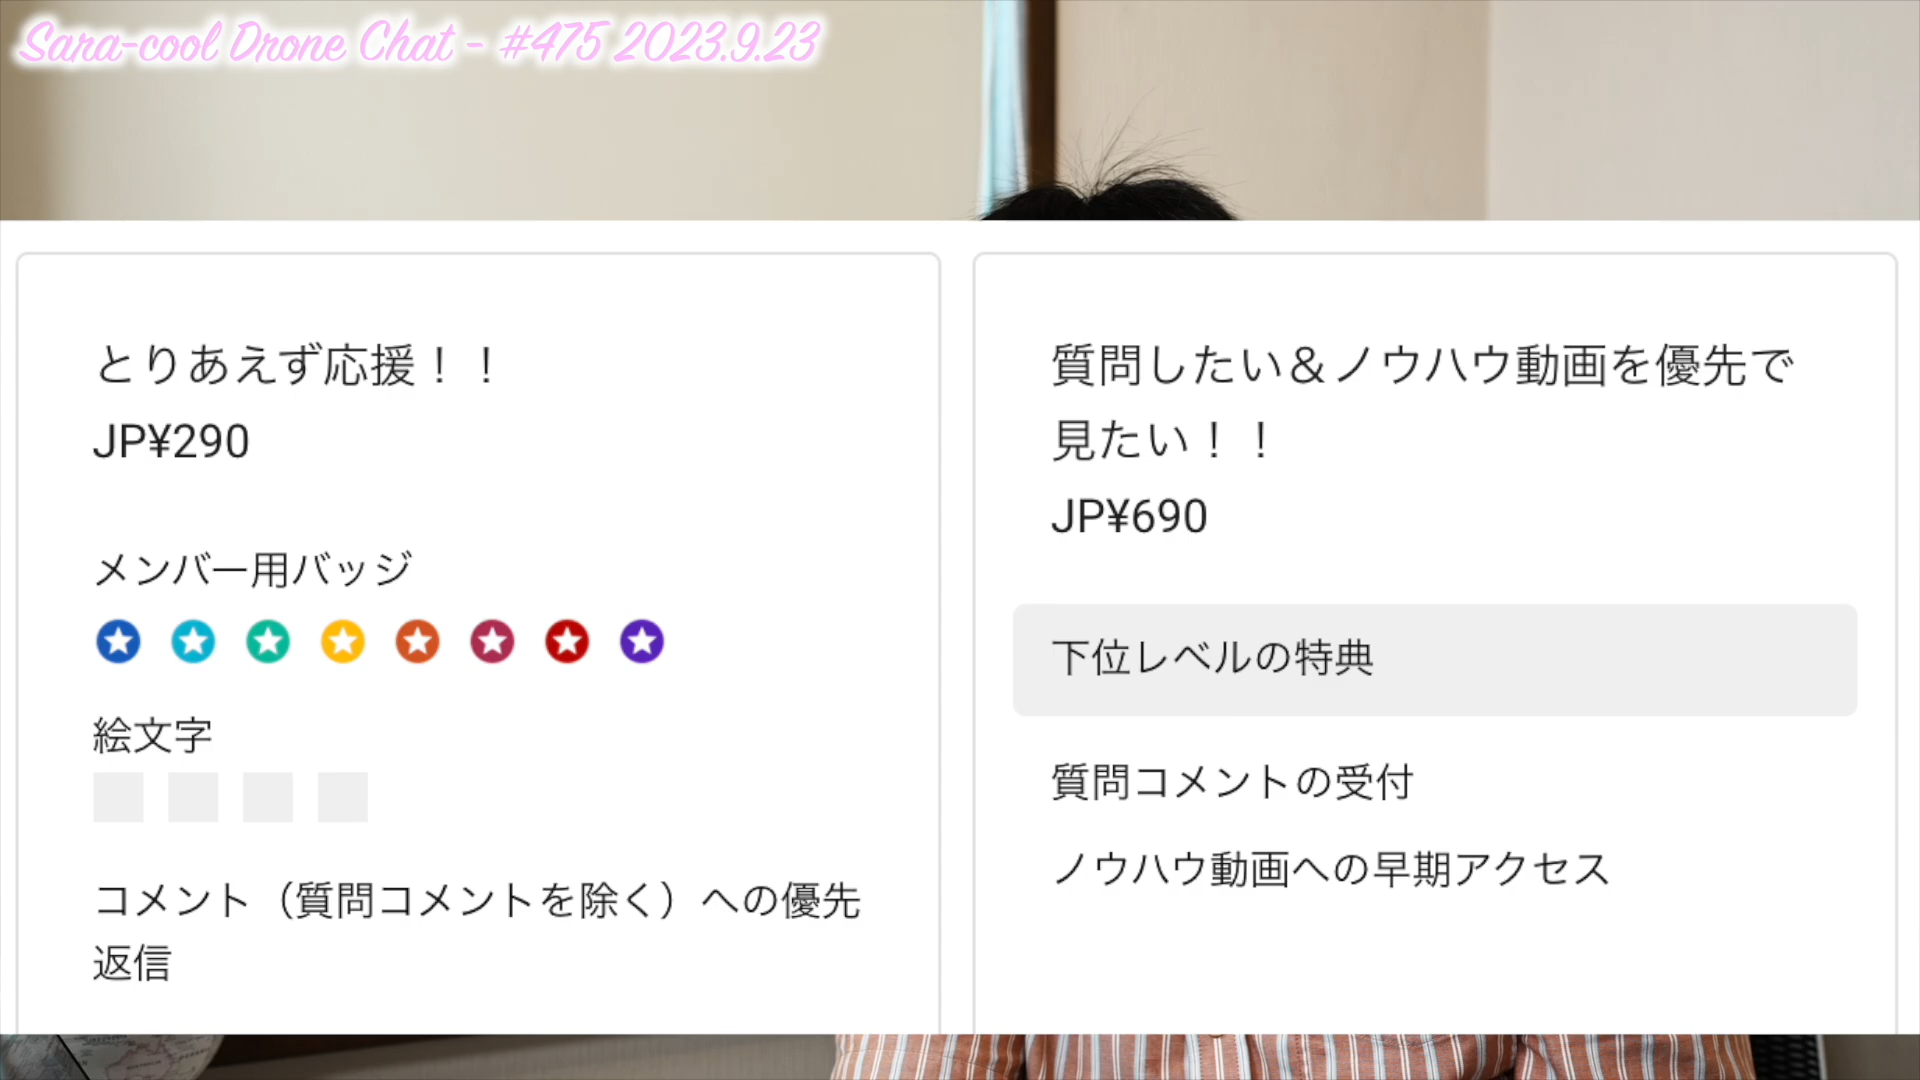 Sara-cool Drone Chat - #475 2023.9.23
とりあえず応援！！
JP¥290
メンバー用バッジ
絵文字
コメント（質問コメントを除く）への優先
返信
質問したい＆ノウハウ動画を優先で
見たい！！
JP¥690
下位レベルの特典
質問コメントの受付
ノウハウ動画への早期アクセス